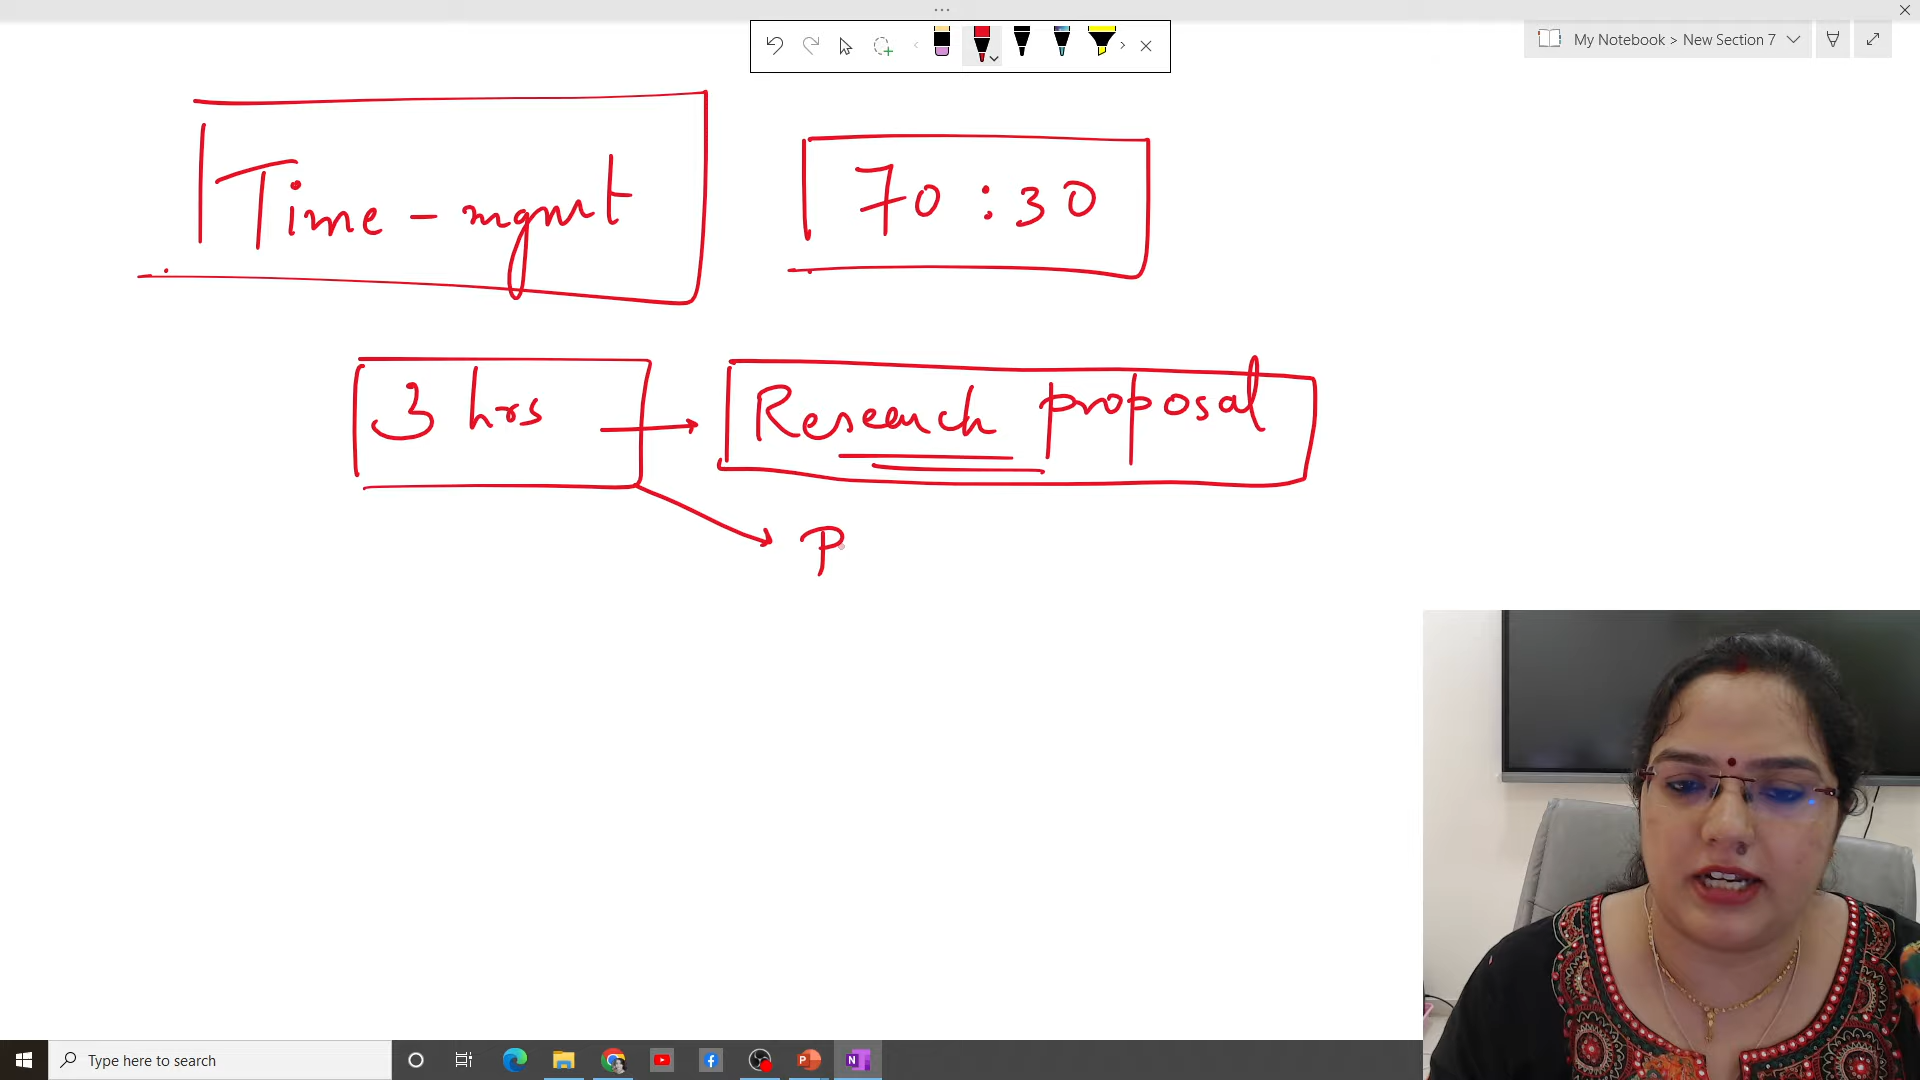 My Notebook > New Section 7
Time - mgmt
70 : 30
3 hrs → Research proposal
→ P
Type here to search